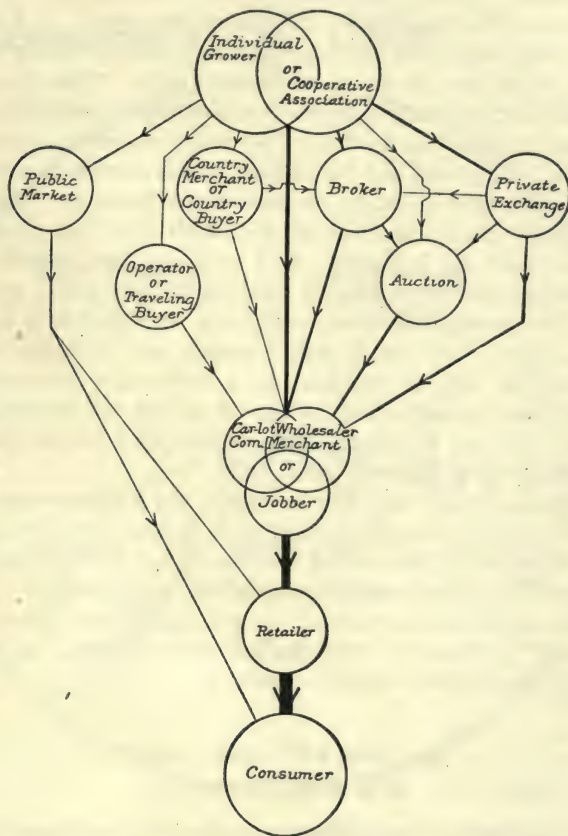 Individual
Grower
or
Cooperative
Association
Public
Market
Country
Merchant
or
Country
Buyer
Broker
Private
Exchange
Operator
or
Traveling
Buyer
Auction
Car-lot Wholesaler
Com. Merchant
or
Jobber
Retailer
Consumer